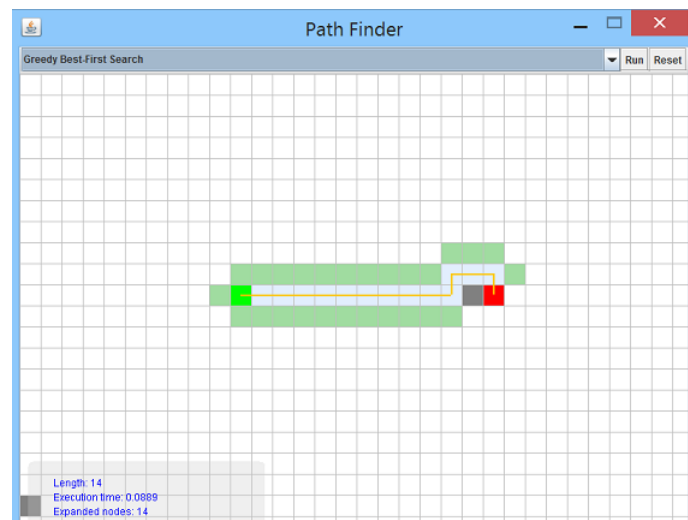 Path Finder
Greedy Best-First Search
Run
Reset
Length: 14
Execution time: 0.0889
Expanded nodes: 14